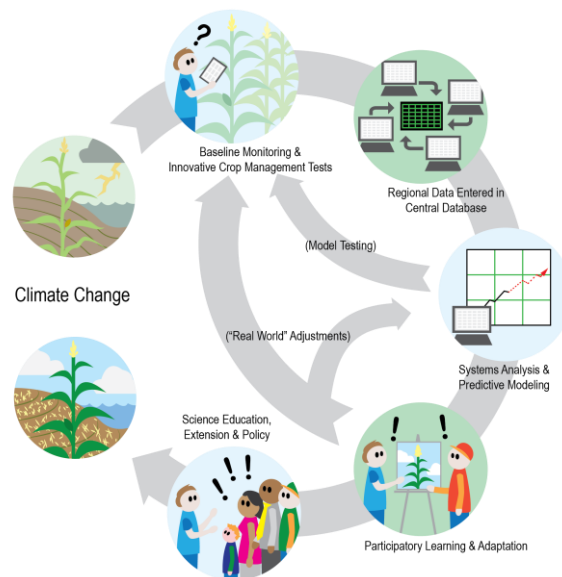 Baseline Monitoring &
Innovative Crop Management Tests
Regional Data Entered in
Central Database
(Model Testing)
Climate Change
("Real World" Adjustments)
Systems Analysis &
Predictive Modeling
Science Education,
Extension & Policy
Participatory Learning & Adaptation